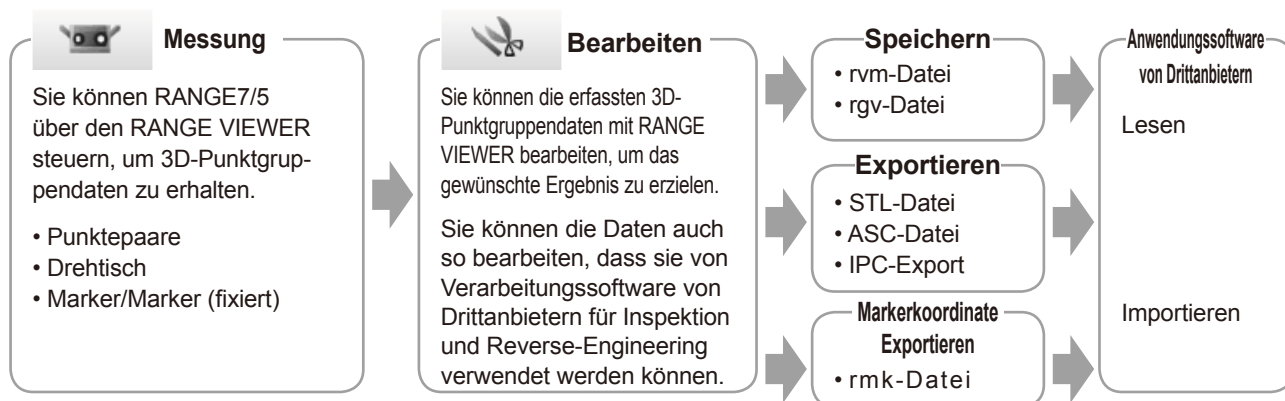 Messung
Sie können RANGE7/5
über den RANGE VIEWER
steuern, um 3D-Punktgrup-
pendaten zu erhalten.
• Punktepaare
• Drehtisch
• Marker/Marker (fixiert)
Bearbeiten
Sie können die erfassten 3D-
Punktgruppendaten mit RANGE
VIEWER bearbeiten, um das
gewünschte Ergebnis zu erzielen.
Sie können die Daten auch
so bearbeiten, dass sie von
Verarbeitungssoftware von
Drittanbietern für Inspektion
und Reverse-Engineering
verwendet werden können.
Speichern
• rvm-Datei
• rgv-Datei
Exportieren
• STL-Datei
• ASC-Datei
• IPC-Export
Markerkoordinate
Exportieren
• rmk-Datei
Anwendungssoftware
von Drittanbietern
Lesen
Importieren